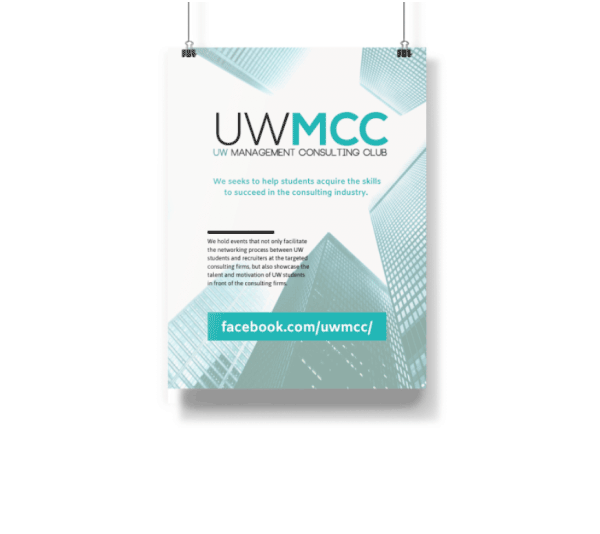 UWMCC
UW MANAGEMENT CONSULTING CLUB
We seeks to help students acquire the skills
to succeed in the consulting industry.
We hold events that not only facilitate
the networking process between UW
students and recruiters at the targeted
consulting firms, but also showcase the
talent and motivation of UW students
in front of the consulting firms.
facebook.com/uwmcc/